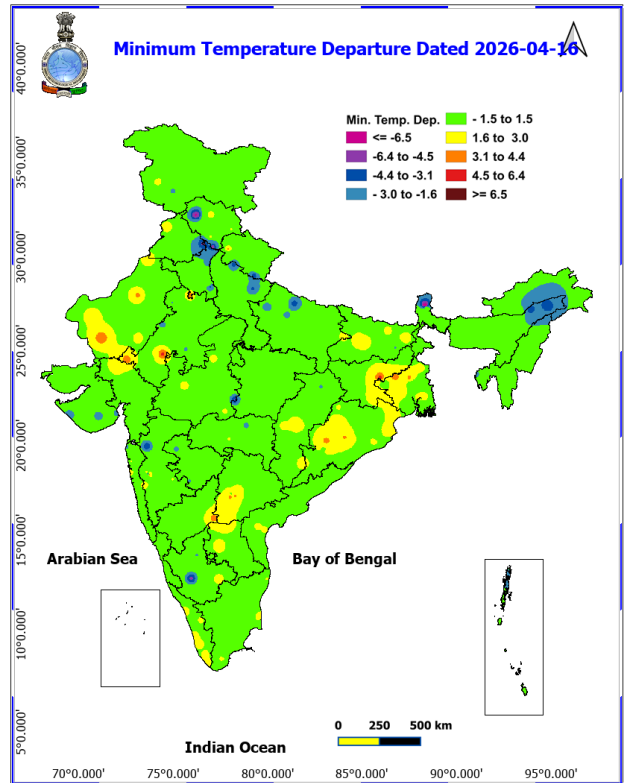 Minimum Temperature Departure Dated 2026-04-16
Min. Temp. Dep.
<= -6.5
-6.4 to -4.5
-4.4 to -3.1
- 3.0 to -1.6
- 1.5 to 1.5
1.6 to 3.0
3.1 to 4.4
4.5 to 6.4
>= 6.5
40°0.000'
35°0.000'
30°0.000'
25°0.000'
20°0.000'
15°0.000'
10°0.000'
5°0.000'
Arabian Sea
Bay of Bengal
Indian Ocean
0 250 500 km
70°0.000' 75°0.000' 80°0.000' 85°0.000' 90°0.000' 95°0.000'